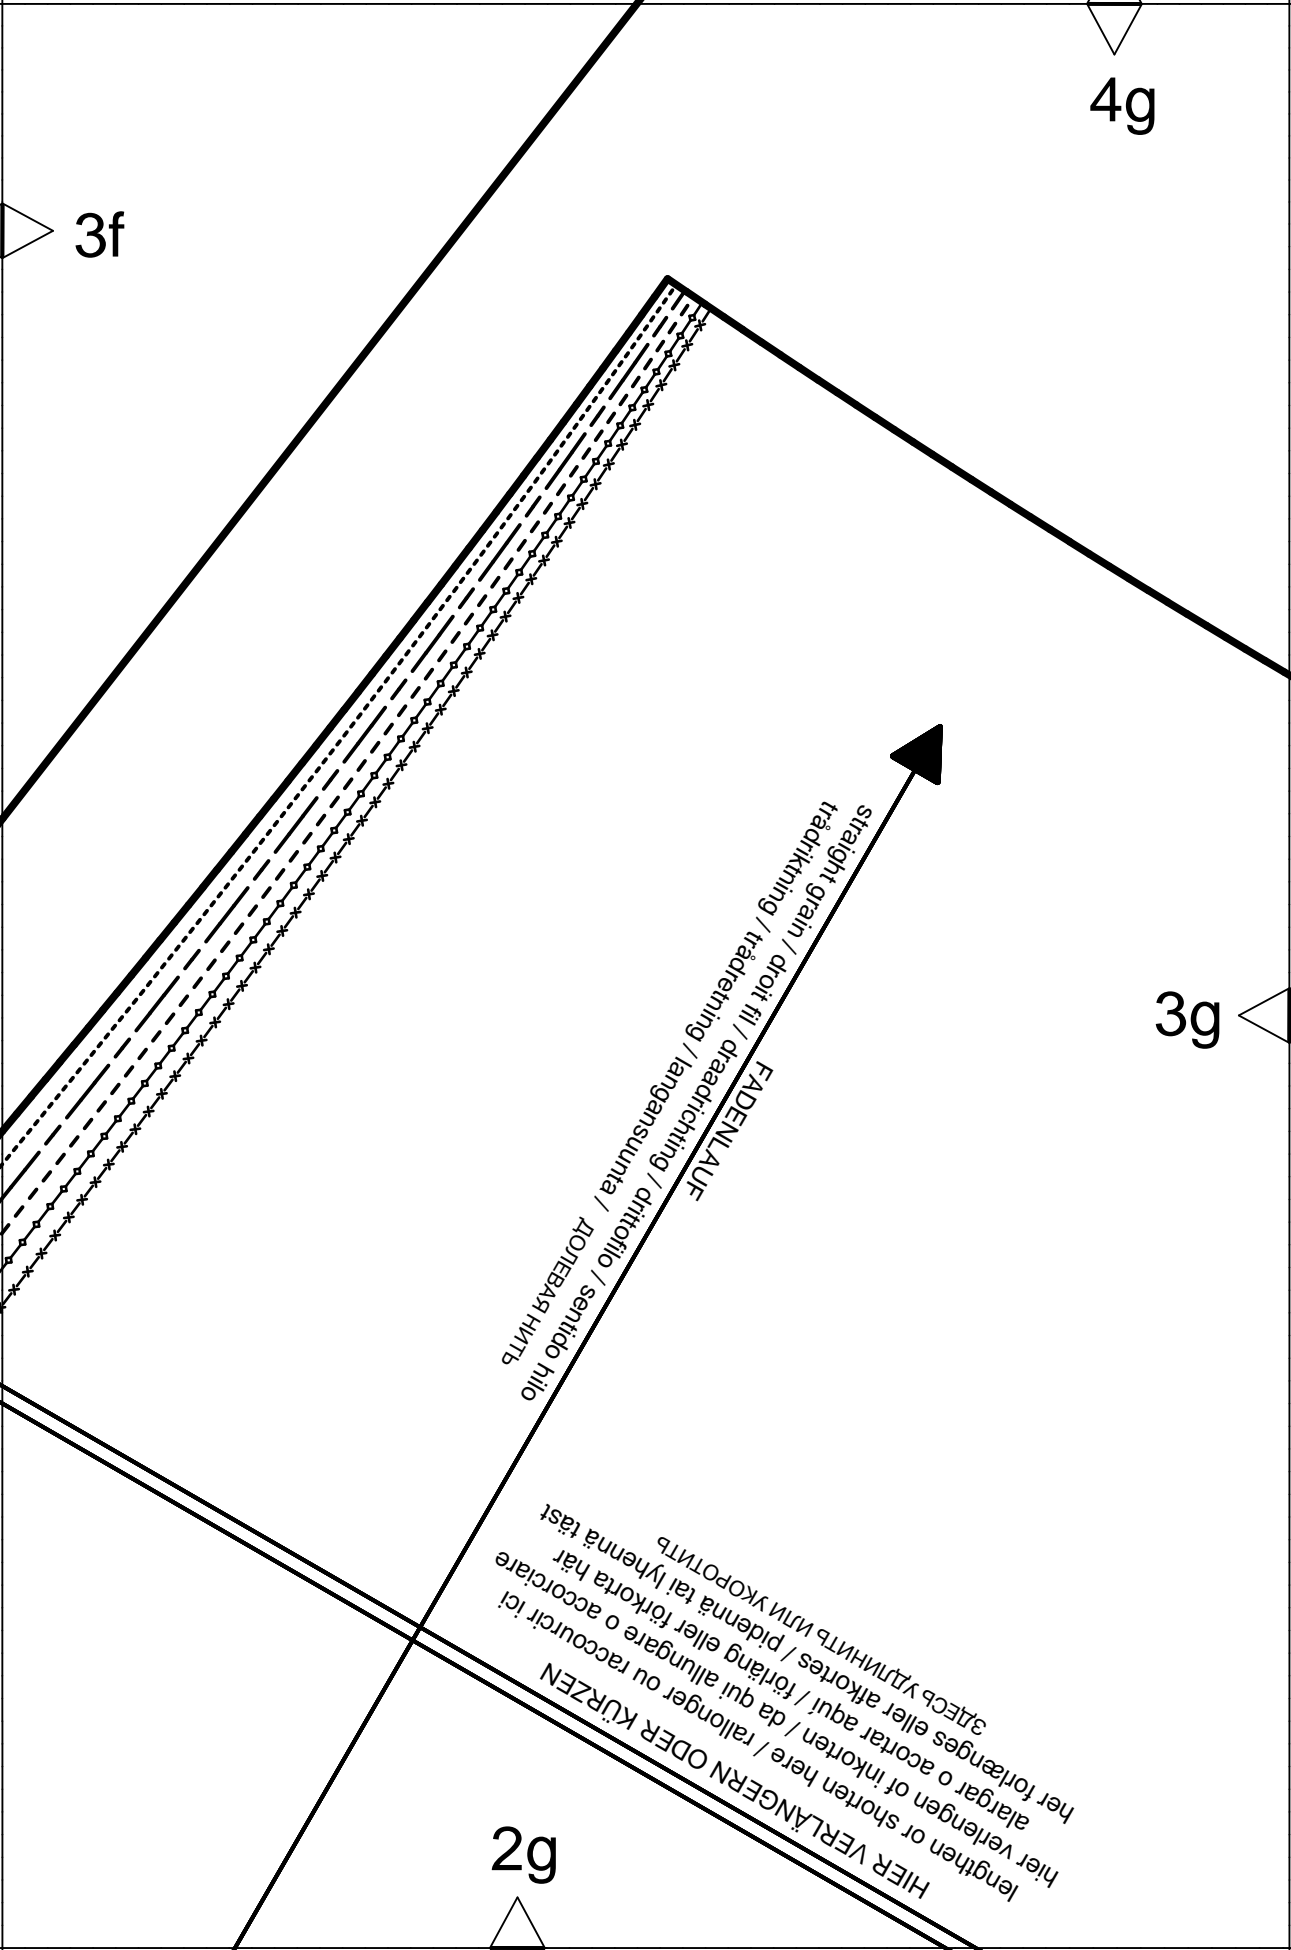 4g
3f
3g
FADENLAUF
straight grain / droit fil / draadrichting / drittofilo / sentido hilo
trådriktning / trådretning / langansuunta / ДОЛЕВАЯ НИТЬ
HIER VERLÄNGERN ODER KÜRZEN
lengthen or shorten here / rallonger ou raccourcir ici
hier verlengen of inkorten / da qui allungare o accorciare
alargar o acortar aquí / förläng eller förkorta här
her forlænges eller afkortes / pidennä tai lyhennä täst
ЗДЕСЬ УДЛИНИТЬ ИЛИ УКОРОТИТЬ
2g